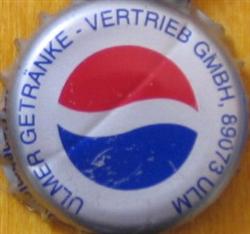 ULMER GETRÄNKE - VERTRIEB GMBH, 89073 ULM